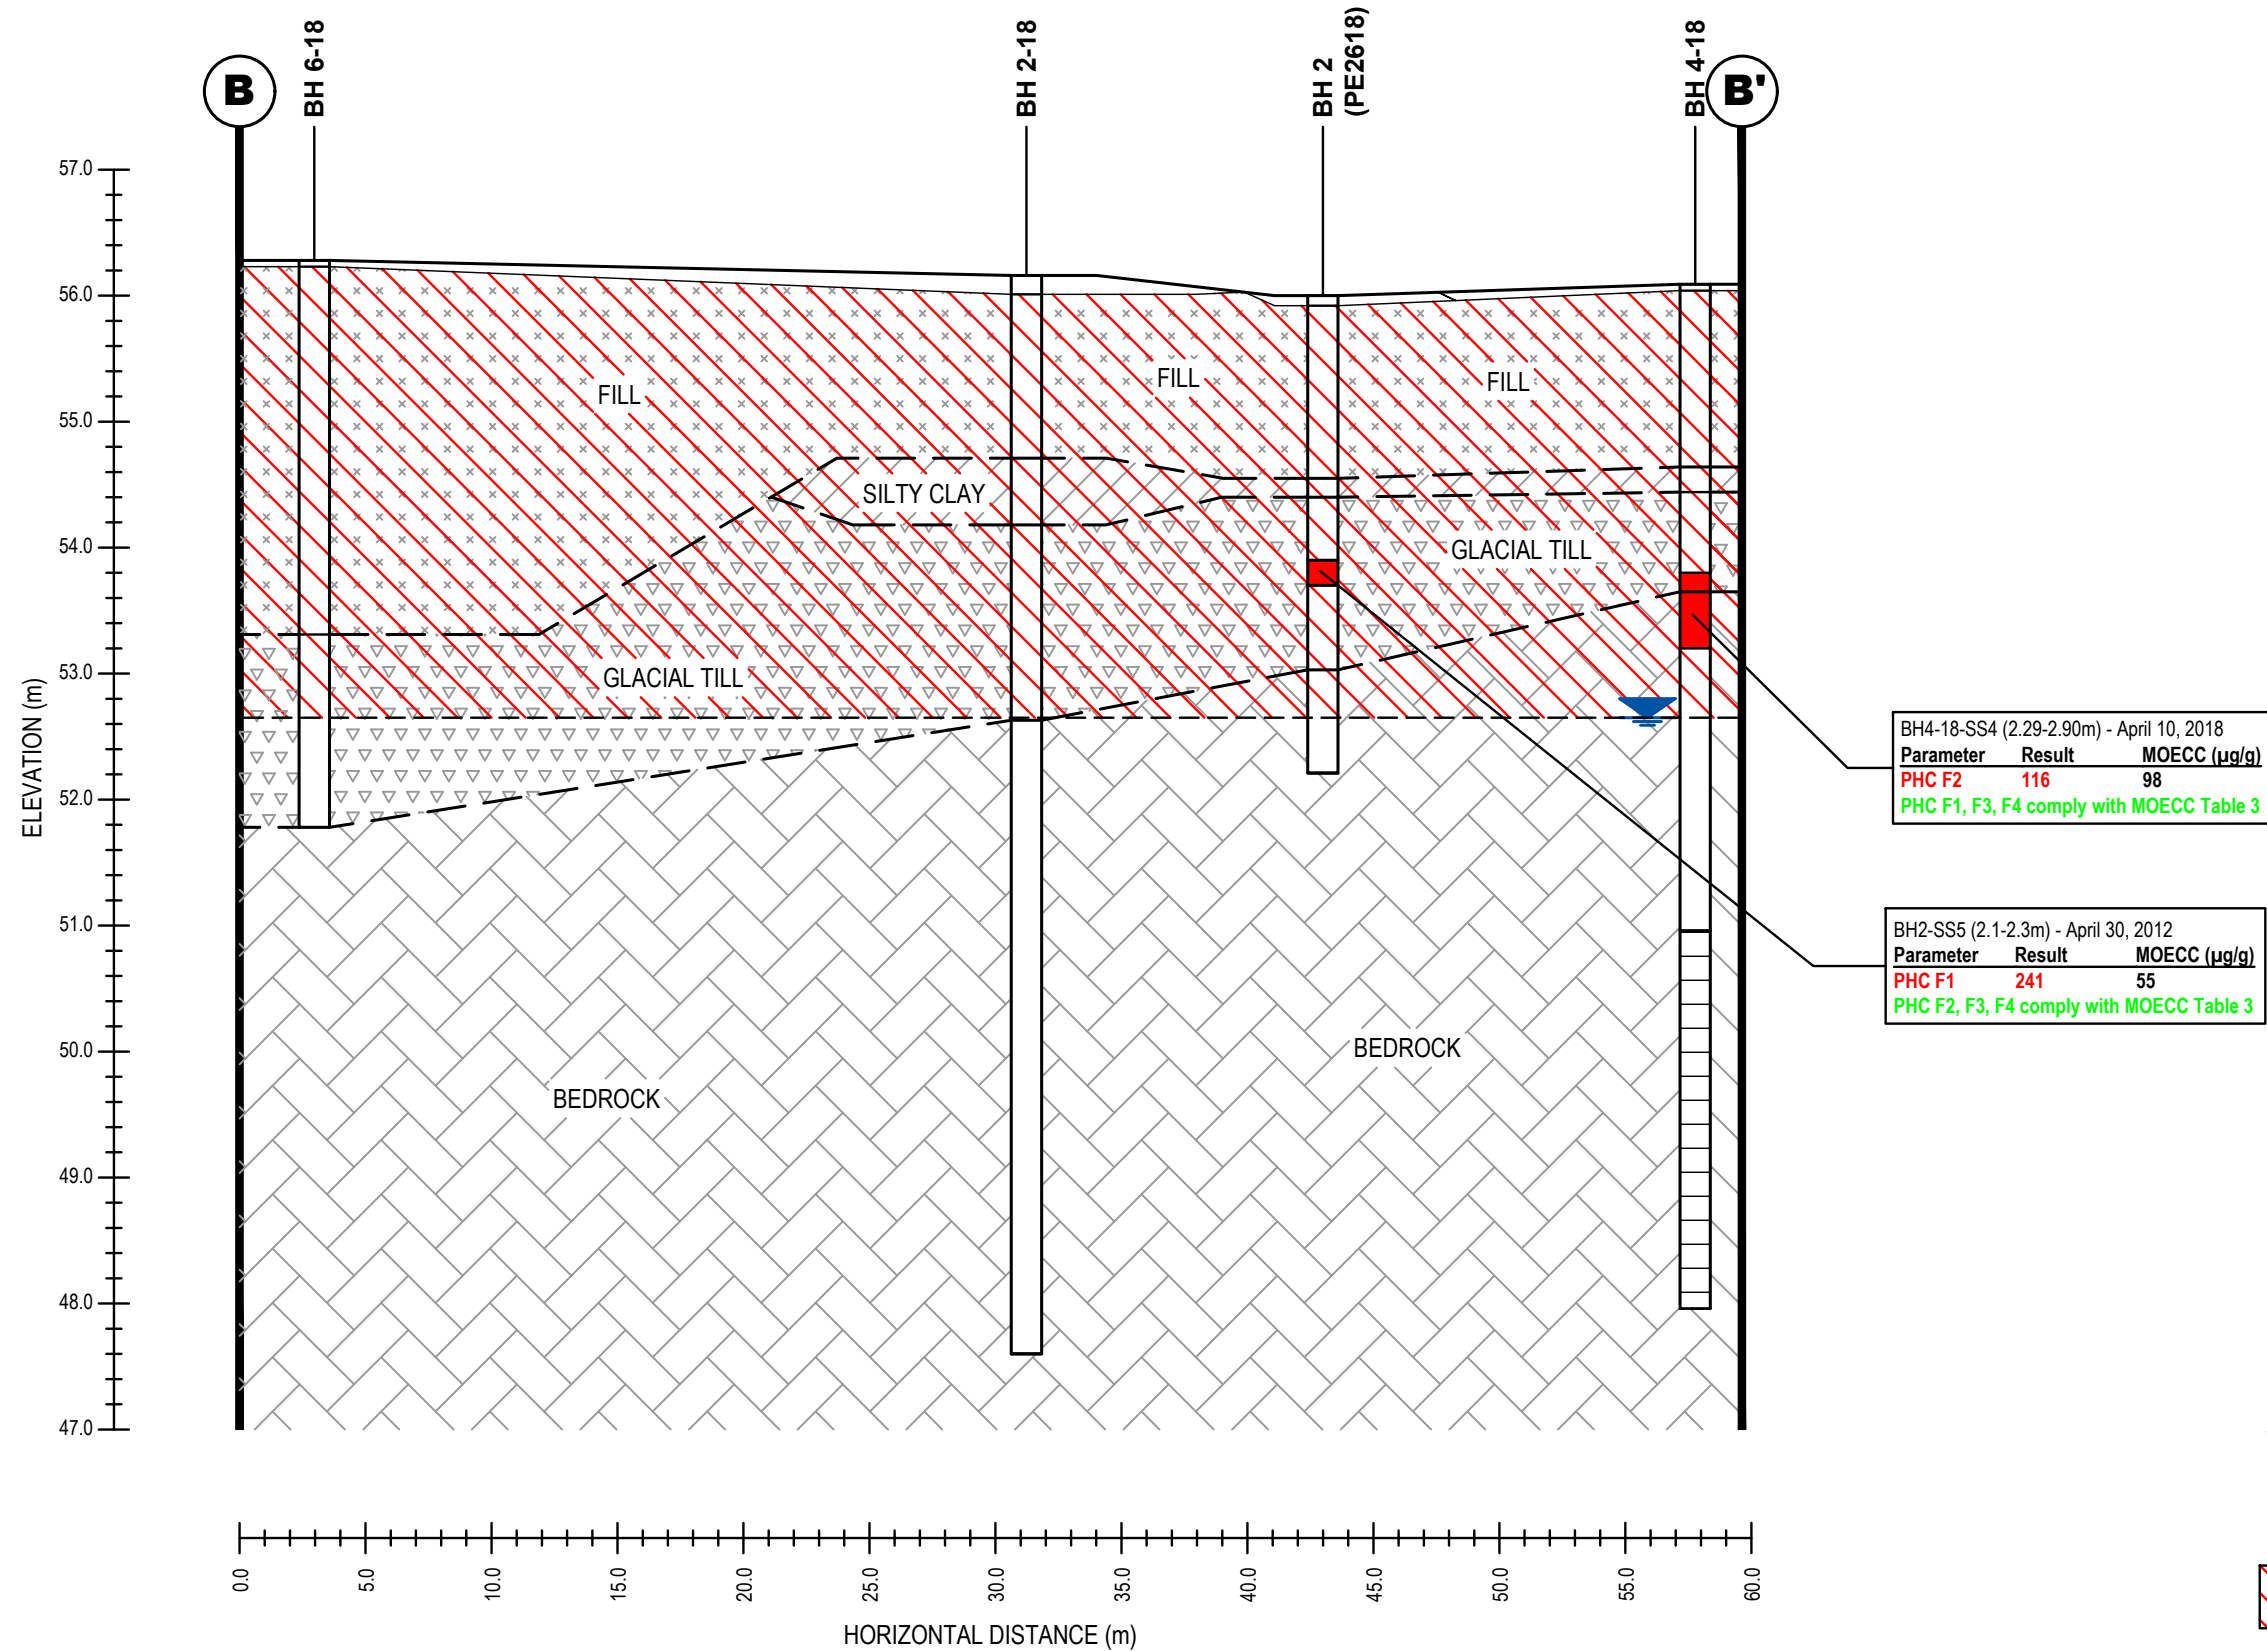 B
BH 6-18
BH 2-18
BH 2
(PE2618)
BH 4-18
B'
57.0
56.0
55.0
54.0
53.0
52.0
51.0
50.0
49.0
48.0
47.0
ELEVATION (m)
FILL
FILL
FILL
SILTY CLAY
GLACIAL TILL
GLACIAL TILL
BEDROCK
BEDROCK
BH4-18-SS4 (2.29-2.90m) - April 10, 2018
Parameter Result MOECC (µg/g)
PHC F2 116 98
PHC F1, F3, F4 comply with MOECC Table 3
BH2-SS5 (2.1-2.3m) - April 30, 2012
Parameter Result MOECC (µg/g)
PHC F1 241 55
PHC F2, F3, F4 comply with MOECC Table 3
0.0 5.0 10.0 15.0 20.0 25.0 30.0 35.0 40.0 45.0 50.0 55.0 60.0
HORIZONTAL DISTANCE (m)